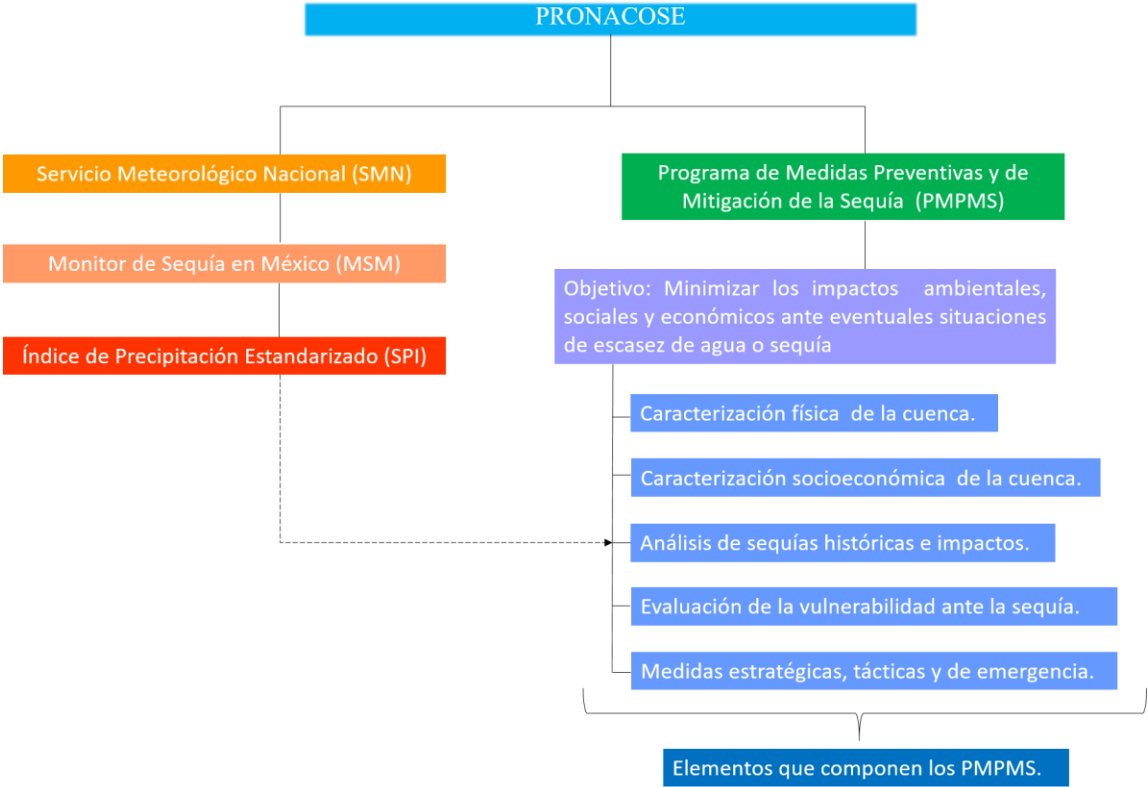 PRONACOSE
Servicio Meteorológico Nacional (SMN)
Monitor de Sequía en México (MSM)
Índice de Precipitación Estandarizado (SPI)
Programa de Medidas Preventivas y de
Mitigación de la Sequía (PMPMS)
Objetivo: Minimizar los impactos ambientales,
sociales y económicos ante eventuales situaciones
de escasez de agua o sequía
Caracterización física de la cuenca.
Caracterización socioeconómica de la cuenca.
Análisis de sequías históricas e impactos.
Evaluación de la vulnerabilidad ante la sequía.
Medidas estratégicas, tácticas y de emergencia.
Elementos que componen los PMPMS.